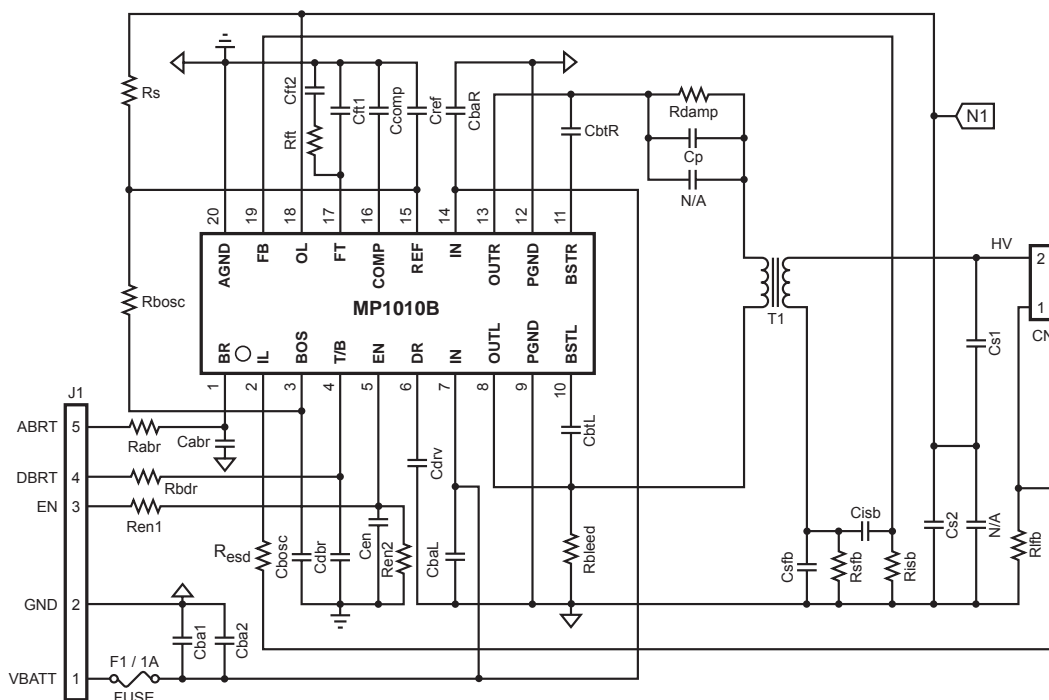 Rs
Cft2
Rft
Cft1
Ccomp
Cref
CbaR
CbtR
Rdamp
Cp
N/A
N1
20
19
18
17
16
15
14
13
12
11
AGND
FB
OL
FT
COMP
REF
IN
OUTR
PGND
BSTR
MP1010B
BR
IL
BOS
T/B
EN
DR
IN
OUTL
PGND
BSTL
1
2
3
4
5
6
7
8
9
10
Rbosc
T1
HV
2
1
CN
Cs1
J1
ABRT
5
Rabr
Cabr
DBRT
4
Rbdr
EN
3
Ren1
GND
2
VBATT
1
F1 / 1A
FUSE
Cba1
Cba2
Resd
Cbosc
Cdbr
Cen
Ren2
Cdrv
CbaL
CbtL
Rbleed
Csfb
Rsfb
Cisb
Risb
Cs2
N/A
Rlfb